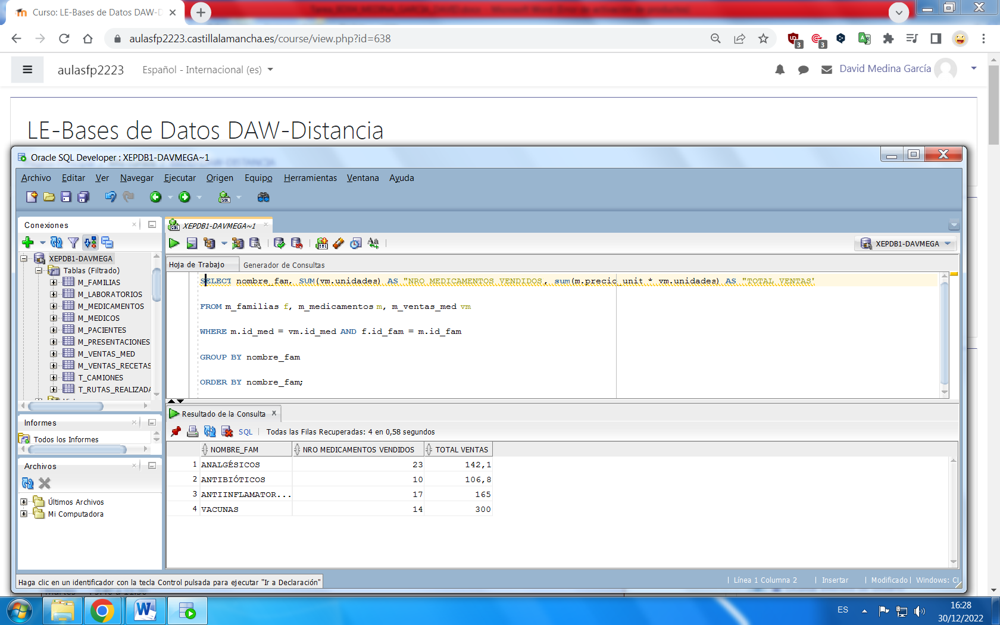 Curso: LE-Bases de Datos DAW-D
aulasfp2223.castillalamancha.es/course/view.php?id=638
3
3
aulasfp2223
Español - Internacional (es)
David Medina García
LE-Bases de Datos DAW-Distancia
Oracle SQL Developer : XEPDB1-DAVMEGA~1
Archivo Editar Ver Navegar Ejecutar Origen Equipo Herramientas Ventana Ayuda
Conexiones
XEPDB1-DAVMEGA
Tablas (Filtrado)
M_FAMILIAS
M_LABORATORIOS
M_MEDICAMENTOS
M_MEDICOS
M_PACIENTES
M_PRESENTACIONES
M_VENTAS_MED
M_VENTAS_RECETAS
T_CAMIONES
T_RUTAS_REALIZADA
Informes
Todos los Informes
Archivos
Últimos Archivos
Mi Computadora
XEPDB1-DAVMEGA~1
XEPDB1-DAVMEGA
Hoja de Trabajo
Generador de Consultas
SELECT nombre_fam, SUM(vm.unidades) AS "NRO MEDICAMENTOS VENDIDOS, sum(m.precio_unit * vm.unidades) AS "TOTAL VENTAS"
FROM m_familias f, m_medicamentos m, m_ventas_med vm
WHERE m.id_med = vm.id_med AND f.id_fam = m.id_fam
GROUP BY nombre_fam
ORDER BY nombre_fam;
Resultado de la Consulta
SQL
Todas las Filas Recuperadas: 4 en 0,58 segundos
NOMBRE_FAM NRO MEDICAMENTOS VENDIDOS TOTAL VENTAS
1 ANALGÉSICOS 23 142,1
2 ANTIBIÓTICOS 10 106,8
3 ANTIINFLAMATOR... 17 165
4 VACUNAS 14 300
Haga clic en un identificador con la tecla Control pulsada para ejecutar "Ir a Declaración"
Línea 1 Columna 2 Insertar Modificado Windows: C
ES
16:28
30/12/2022